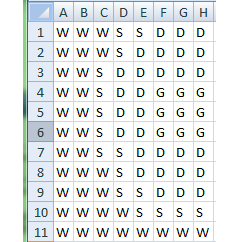 A B C D E F G H
1 W W W S S D D D
2 W W W S D D D D
3 W W S D D D D D
4 W W S D D G G G
5 W W S D D G G G
6 W W S D D G G G
7 W W S S D D D D
8 W W W S D D D D
9 W W W S S D D D
10 W W W W S S S S
11 W W W W W W W W